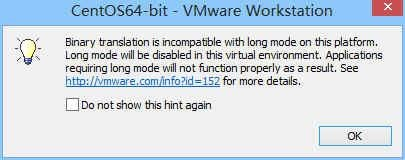 CentOS64-bit - VMware Workstation
Binary translation is incompatible with long mode on this platform.
Long mode will be disabled in this virtual environment. Applications
requiring long mode will not function properly as a result. See
http://vmware.com/info?id=152 for more details.
Do not show this hint again
OK